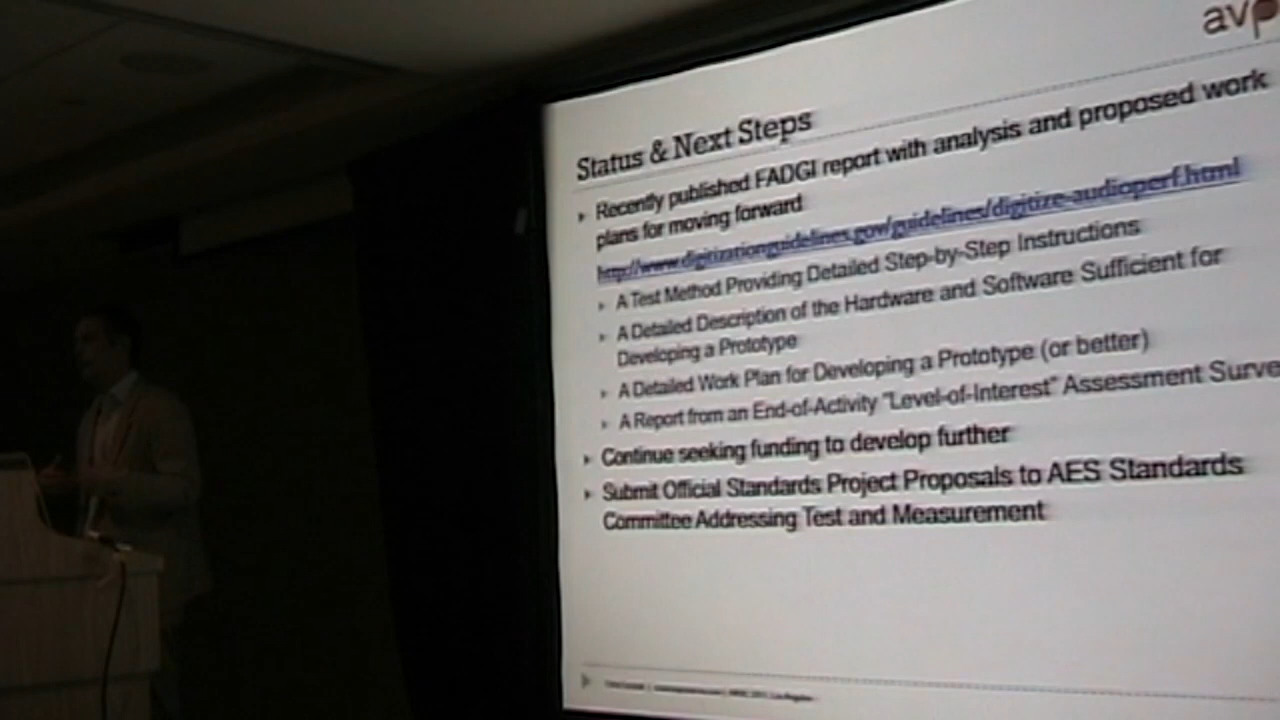 avp
Status & Next Steps
Recently published FADGI report with analysis and proposed work
plans for moving forward
http://www.digitizationguidelines.gov/guidelines/digitize-audioperf.html
A Test Method Providing Detailed Step-by-Step Instructions
A Detailed Description of the Hardware and Software Sufficient for
Developing a Prototype
A Detailed Work Plan for Developing a Prototype (or better)
A Report from an End-of-Activity "Level-of-Interest" Assessment Surve
Continue seeking funding to develop further
Submit Official Standards Project Proposals to AES Standards
Committee Addressing Test and Measurement